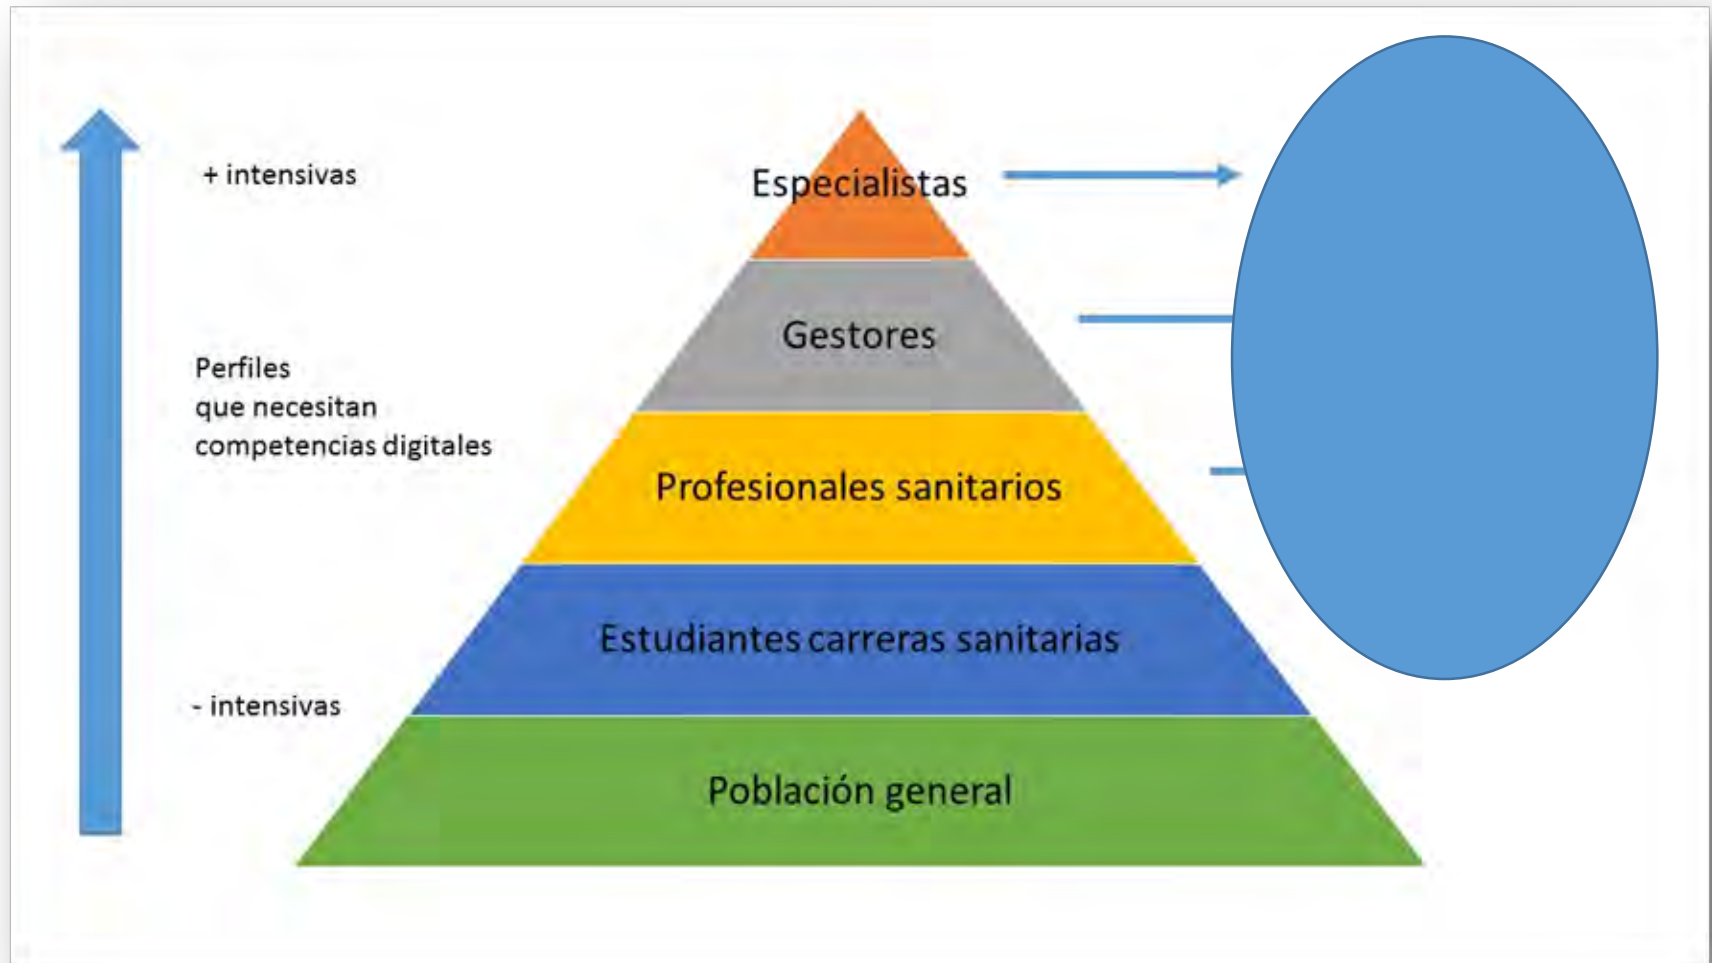 + intensivas
Especialistas
Gestores
Perfiles
que necesitan
competencias digitales
Profesionales sanitarios
Estudiantes carreras sanitarias
- intensivas
Población general